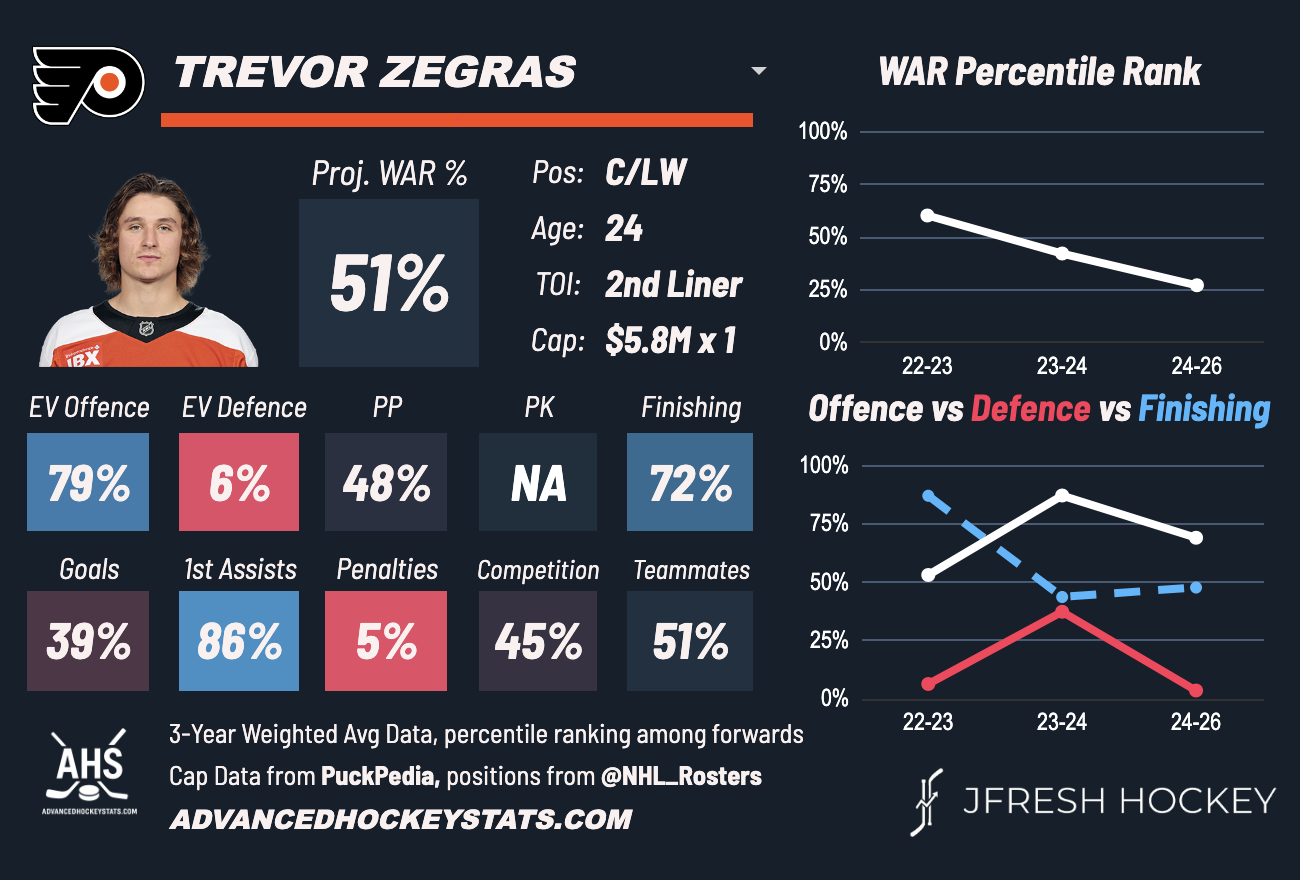 TREVOR ZEGRAS
Proj. WAR %
51%
Pos: C/LW
Age: 24
TOI: 2nd Liner
Cap: $5.8M x 1
IBX
EV Offence EV Defence PP PK Finishing
79% 6% 48% NA 72%
Goals 1st Assists Penalties Competition Teammates
39% 86% 5% 45% 51%
WAR Percentile Rank
100%
75%
50%
25%
0%
22-23 23-24 24-26
Offence vs Defence vs Finishing
100%
75%
50%
25%
0%
22-23 23-24 24-26
AHS
ADVANCEDHOCKEYSTATS.COM
3-Year Weighted Avg Data, percentile ranking among forwards
Cap Data from PuckPedia, positions from @NHL_Rosters
ADVANCEDHOCKEYSTATS.COM
JFRESH HOCKEY